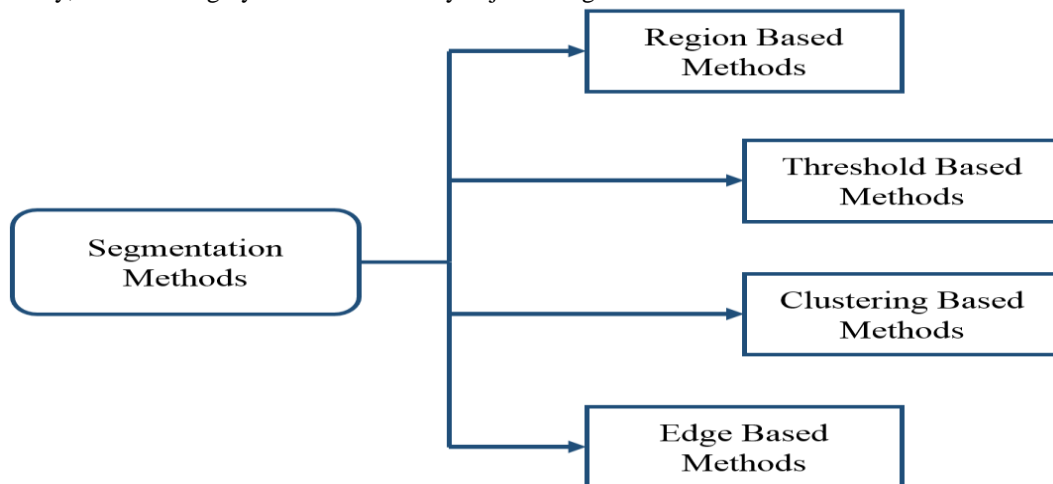 Region Based
Methods
Threshold Based
Methods
Segmentation
Methods
Clustering Based
Methods
Edge Based
Methods